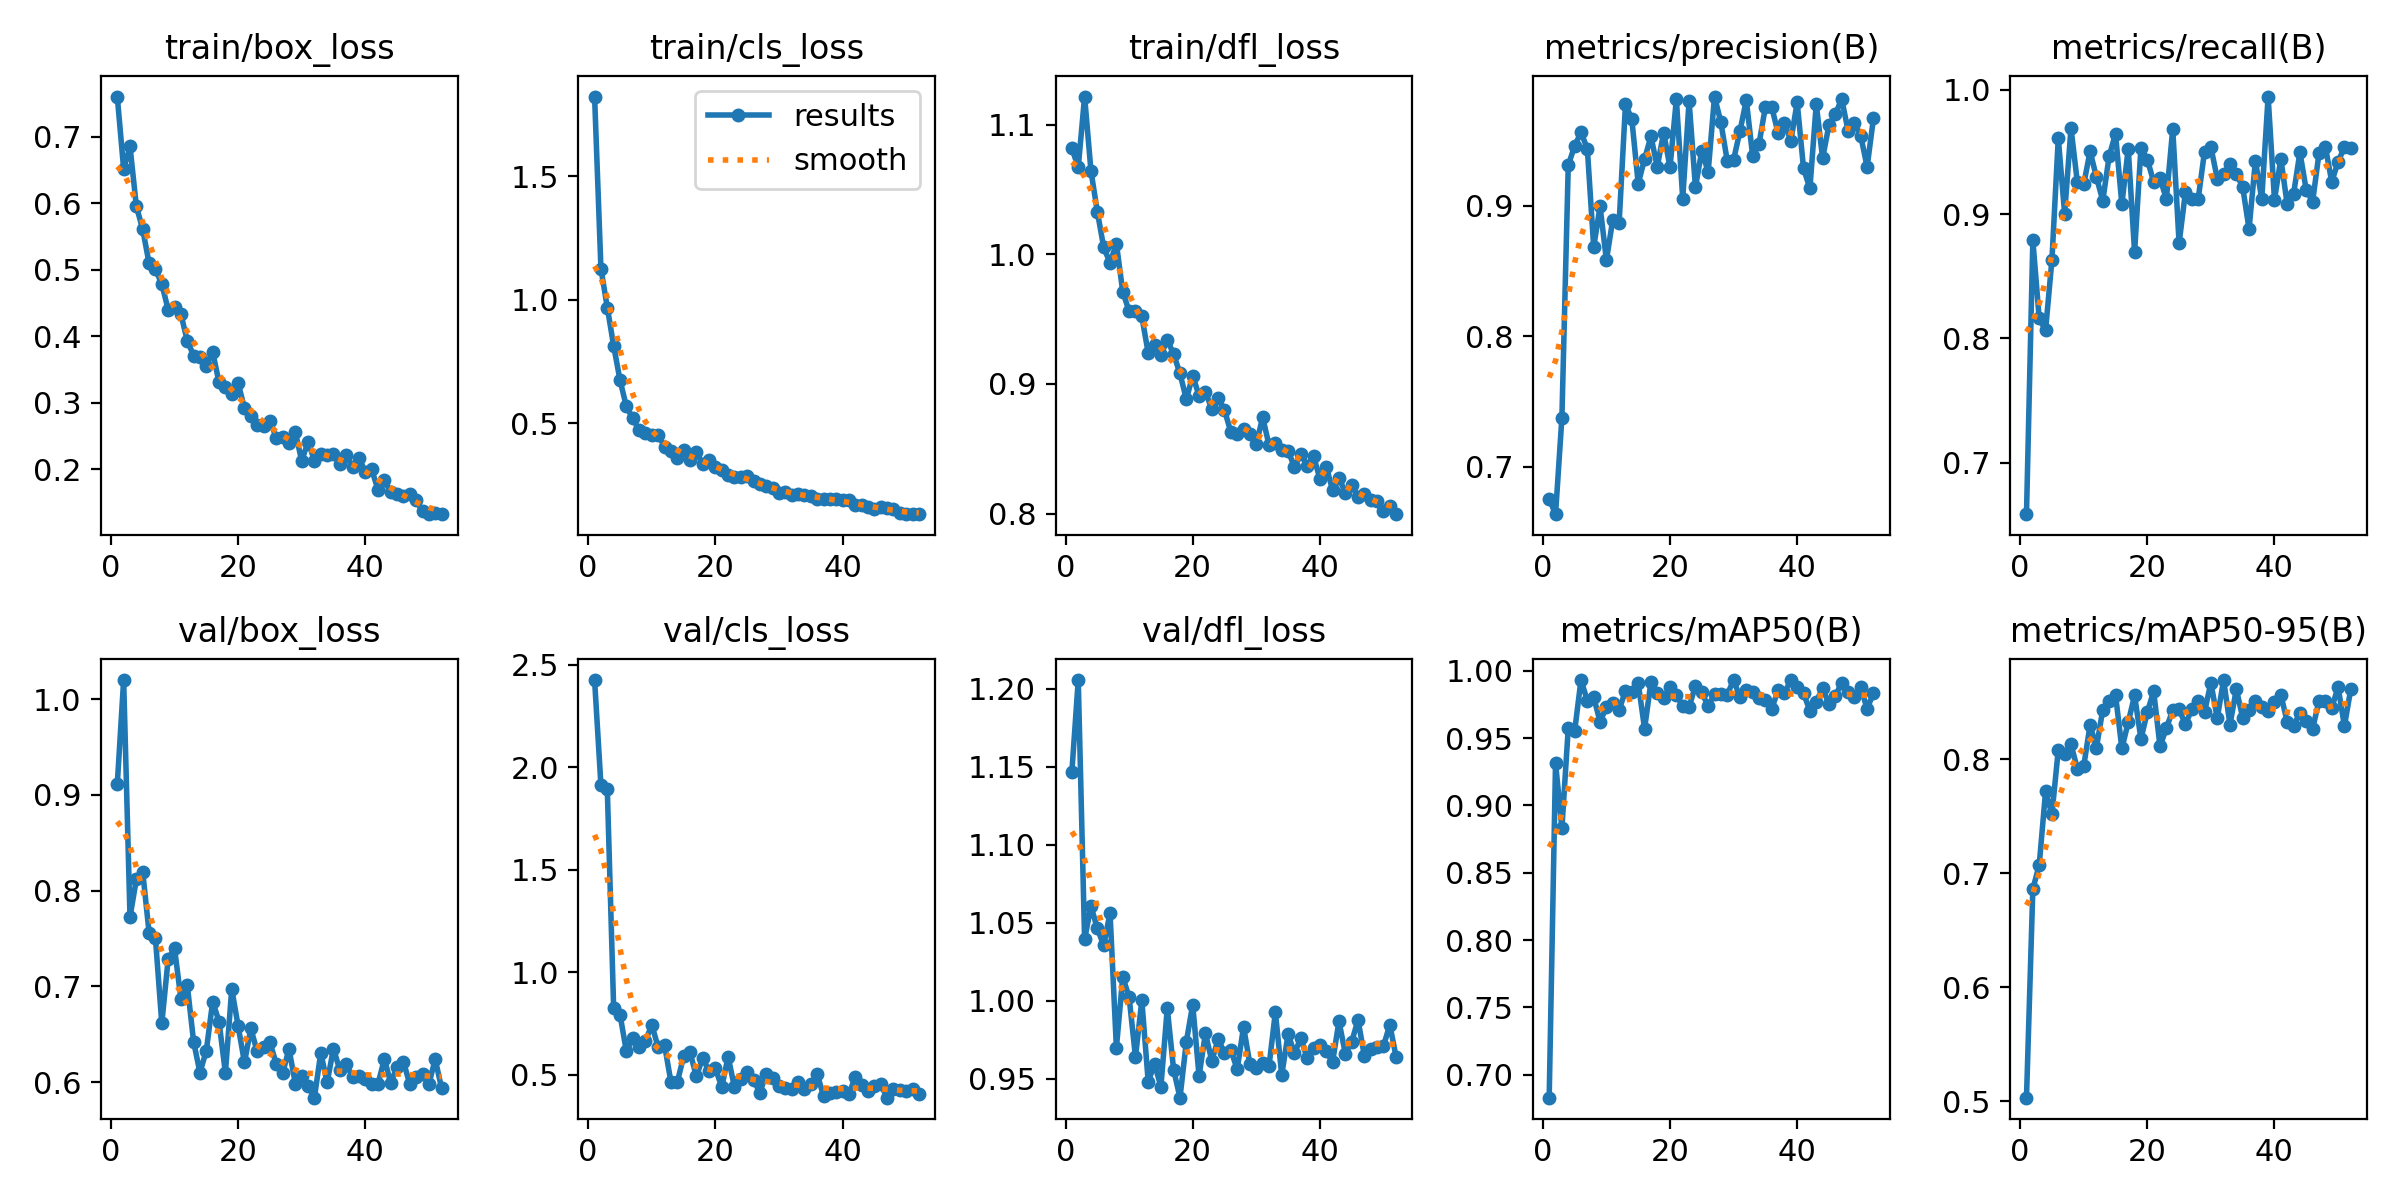 train/box_loss
0.7
0.6
0.5
0.4
0.3
0.2
0 20 40
train/cls_loss
results
smooth
1.5
1.0
0.5
0 20 40
train/dfl_loss
1.1
1.0
0.9
0.8
0 20 40
metrics/precision(B)
0.9
0.8
0.7
0 20 40
metrics/recall(B)
1.0
0.9
0.8
0.7
0 20 40
val/box_loss
1.0
0.9
0.8
0.7
0.6
0 20 40
val/cls_loss
2.5
2.0
1.5
1.0
0.5
0 20 40
val/dfl_loss
1.20
1.15
1.10
1.05
1.00
0.95
0 20 40
metrics/mAP50(B)
1.00
0.95
0.90
0.85
0.80
0.75
0.70
0 20 40
metrics/mAP50-95(B)
0.8
0.7
0.6
0.5
0 20 40